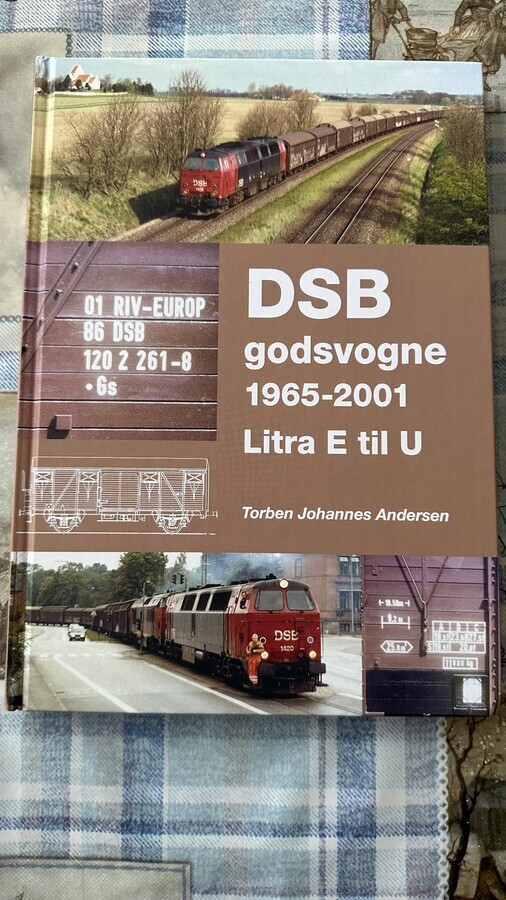 DSB
01 RIV-EUROP
86 DSB
120 2 261-8
•Gs
DSB
godsvogne
1965-2001
Litra E til U
Torben Johannes Andersen
DSB
1420